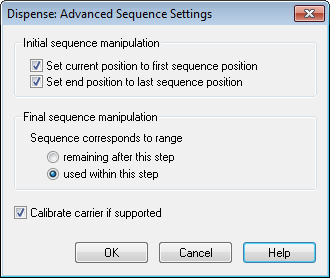 Dispense: Advanced Sequence Settings
Initial sequence manipulation
Set current position to first sequence position
Set end position to last sequence position
Final sequence manipulation
Sequence corresponds to range
remaining after this step
used within this step
Calibrate carrier if supported
OK Cancel Help